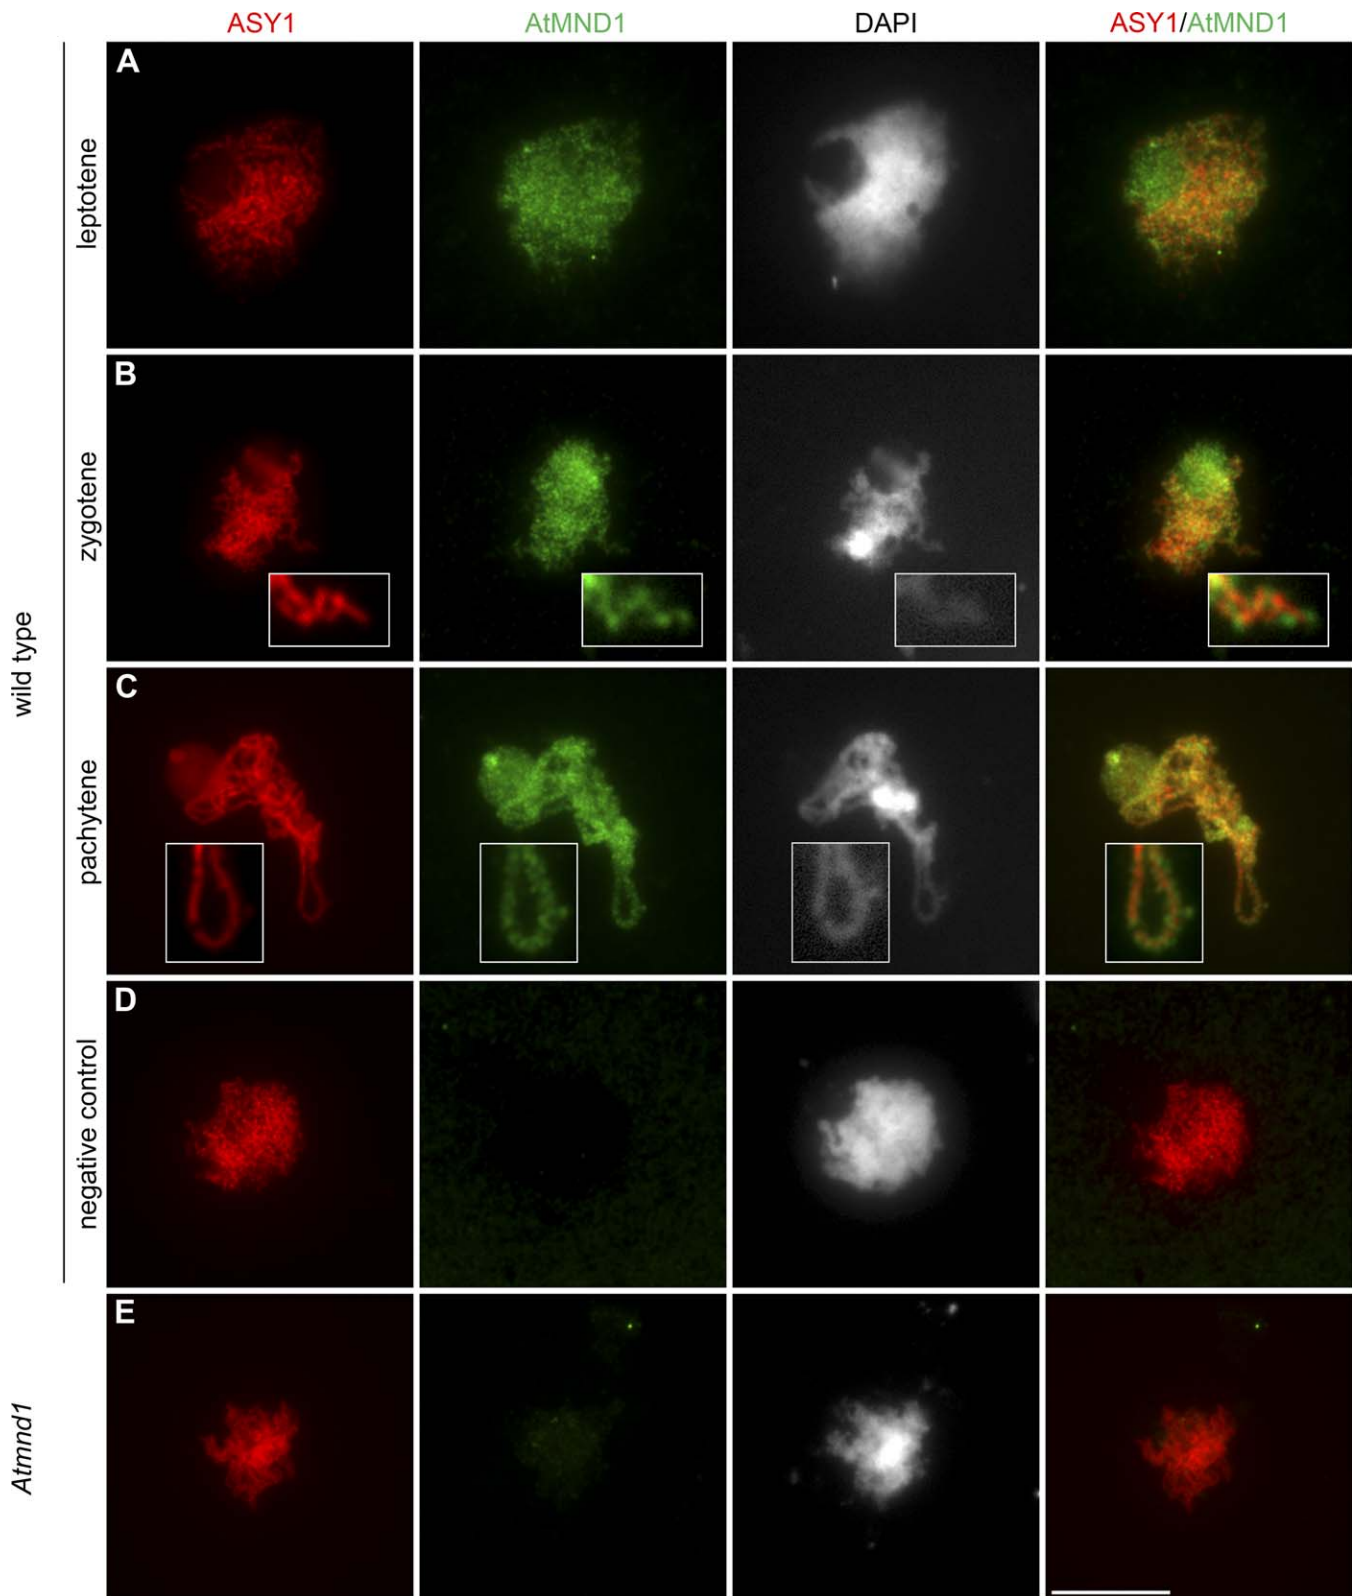 ASY1
AtMND1
DAPI
ASY1/AtMND1
wild type
A
leptotene
B
zygotene
C
pachytene
D
negative control
E
Atmnd1